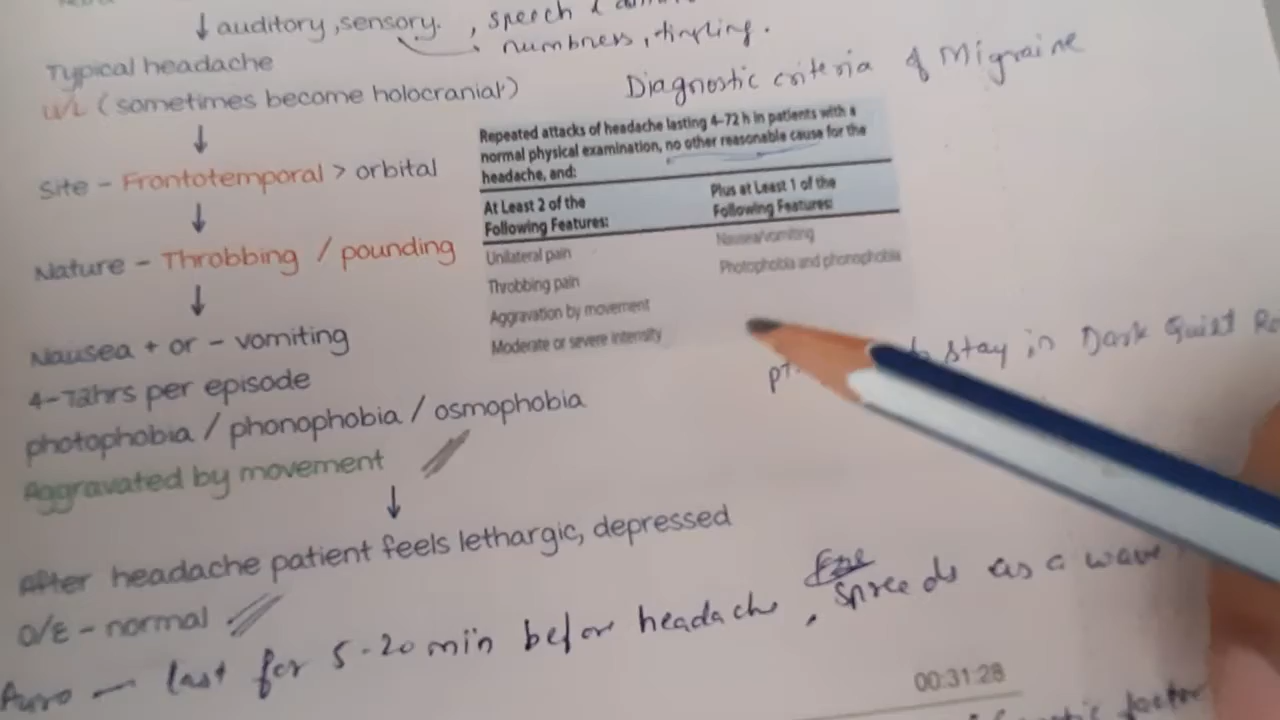 ↓ auditory, sensory. , speech
numbness, tingling.
Typical headache
U/L (sometimes become holocranial)
↓
Site - Frontotemporal > orbital
↓
Nature - Throbbing / pounding
↓
Nausea + or - vomiting
4-72hrs per episode
photophobia / phonophobia / osmophobia
Aggravated by movement
↓
After headache patient feels lethargic, depressed
O/E - normal
Diagnostic criteria of Migraine
Repeated attacks of headache lasting 4–72 h in patients with a
normal physical examination, no other reasonable cause for the
headache, and:
At Least 2 of the
Following Features:
Unilateral pain
Throbbing pain
Aggravation by movement
Moderate or severe intensity
Plus at Least 1 of the
Following Features:
Nausea/vomiting
Photophobia and phonophobia
stay in Dark Quiet
— last for 5-20 min before headache , spreads as a wave
00:31:28
factor